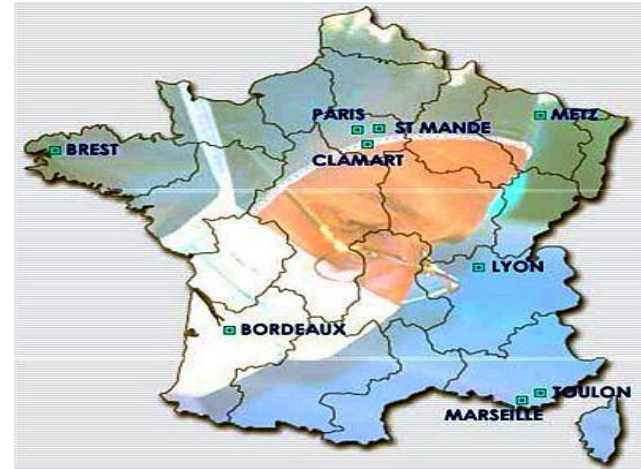 PARIS
ST MANDE
METZ
CLAMART
BREST
LYON
BORDEAUX
TOULON
MARSEILLE